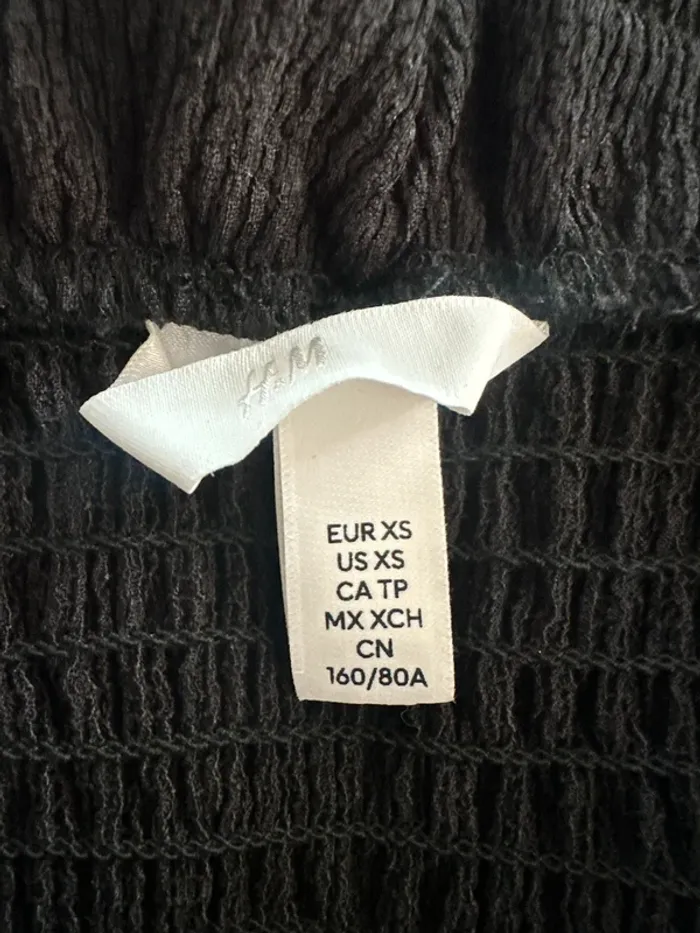 H&M
EUR XS
US XS
CA TP
MX XCH
CN
160/80A